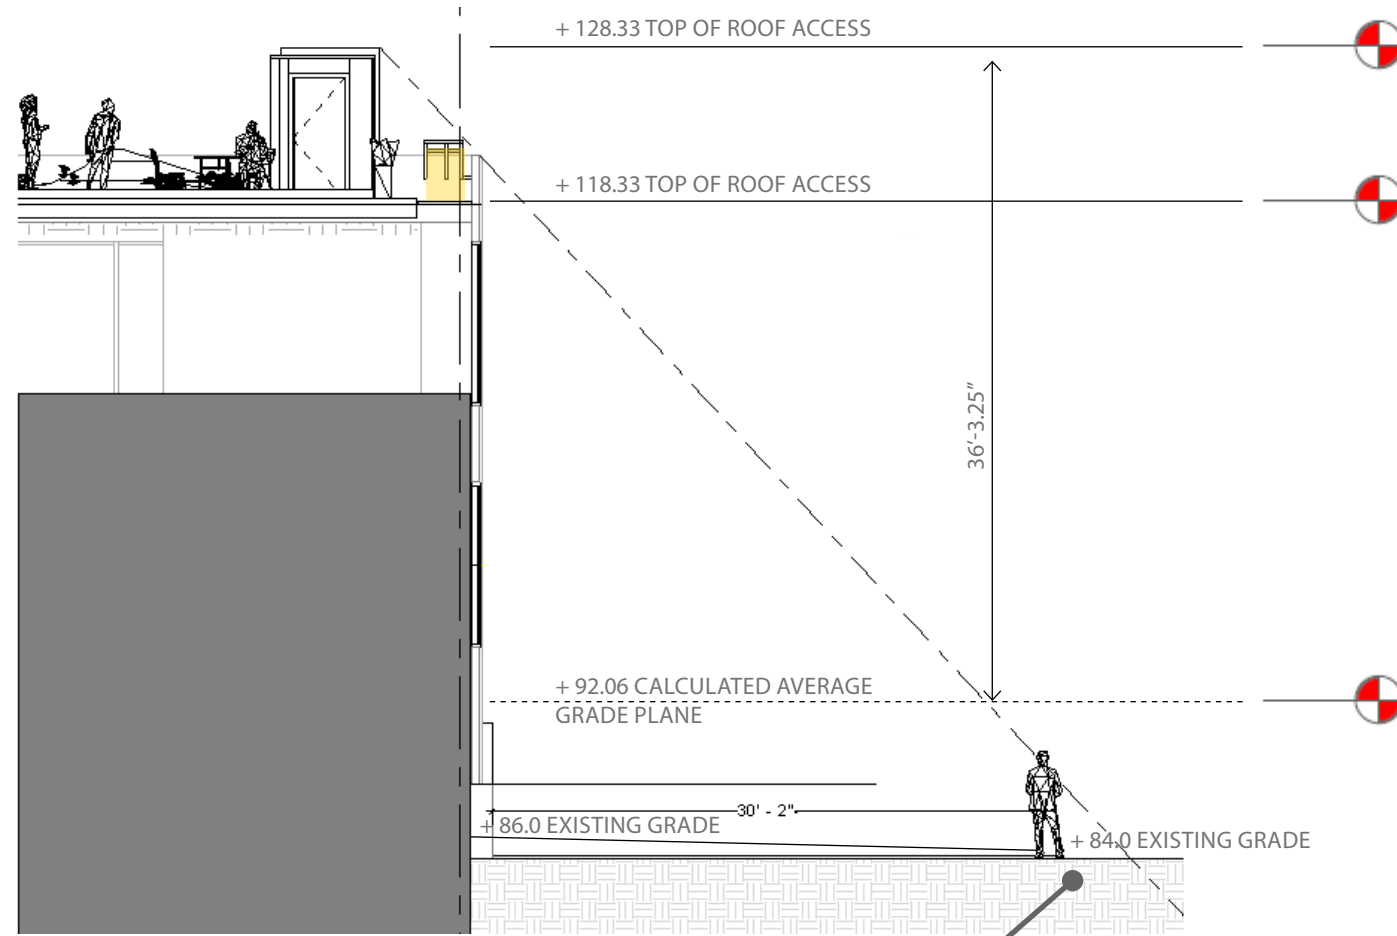 + 128.33 TOP OF ROOF ACCESS
+ 118.33 TOP OF ROOF ACCESS
36'-3.25"
+ 92.06 CALCULATED AVERAGE
GRADE PLANE
30' - 2"
+ 86.0 EXISTING GRADE
+ 84.0 EXISTING GRADE